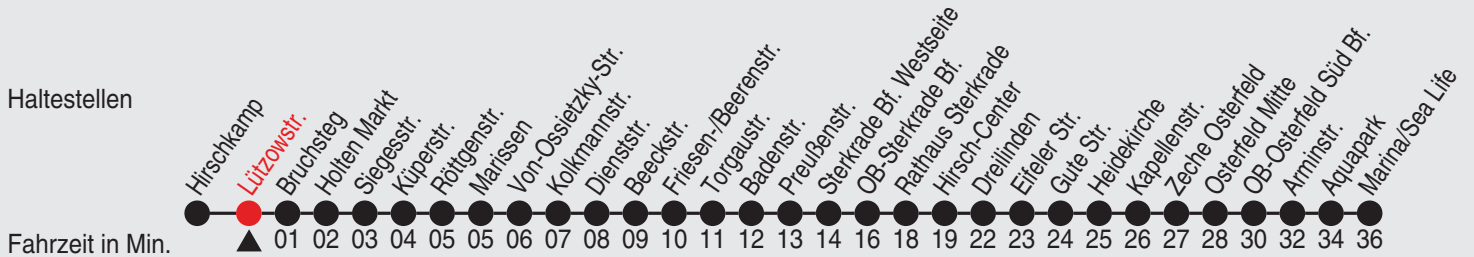 Haltestellen
Hirschkamp
Lützowstr.
Bruchsteg
Holten Markt
Siegesstr.
Küperstr.
Röttgenstr.
Marissen
Von-Ossietzky-Str.
Kolkmannstr.
Dienststr.
Beeckstr.
Friesen-/Beerenstr.
Torgaustr.
Badenstr.
Preußenstr.
Sterkrade Bf. Westseite
OB-Sterkrade Bf.
Rathaus Sterkrade
Hirsch-Center
Dreilinden
Eifeler Str.
Gute Str.
Heidekirche
Kapellenstr.
Zeche Osterfeld
Osterfeld Mitte
OB-Osterfeld Süd Bf.
Arminstr.
Aquapark
Marina/Sea Life
Fahrzeit in Min. 01 02 03 04 05 05 06 07 08 09 10 11 12 13 14 16 18 19 22 23 24 25 26 27 28 30 32 34 36